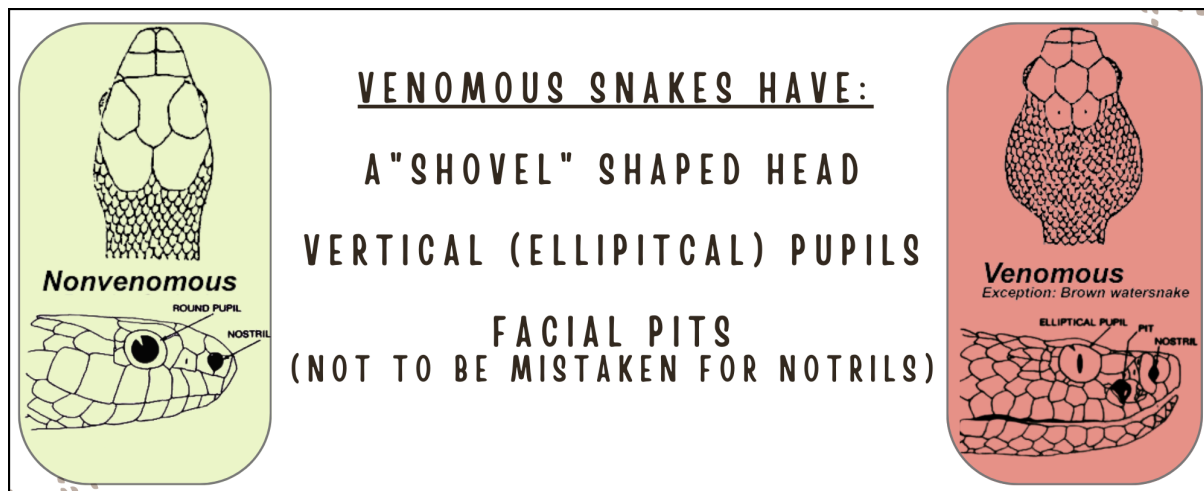 VENOMOUS SNAKES HAVE:
A"SHOVEL" SHAPED HEAD
VERTICAL (ELLIPITCAL) PUPILS
FACIAL PITS
(NOT TO BE MISTAKEN FOR NOTRILS)
Nonvenomous
ROUND PUPIL
NOSTRIL
Venomous
Exception: Brown watersnake
ELLIPTICAL PUPIL
PIT
NOSTRIL